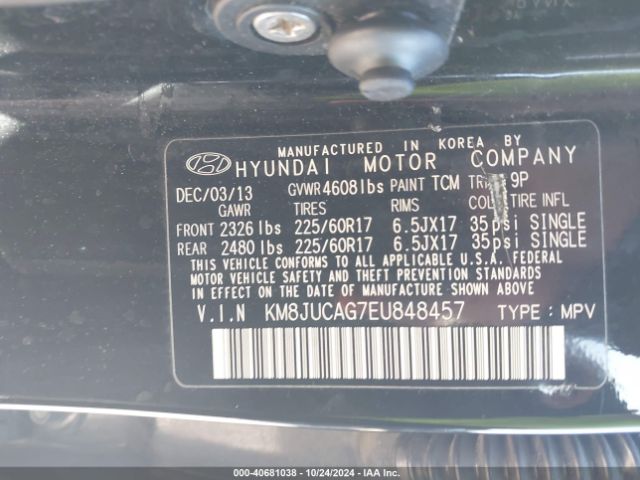 MANUFACTURED IN KOREA BY
HYUNDAI MOTOR COMPANY
DEC/03/13 GVWR 4608 lbs PAINT TCM 9P
GAWR TIRES RIMS TIRE INFL
FRONT 2326 lbs 225/60R17 6.5JX17 35psi SINGLE
REAR 2480 lbs 225/60R17 6.5JX17 35psi SINGLE
THIS VEHICLE CONFORMS TO ALL APPLICABLE U.S.A. FEDERAL
MOTOR VEHICLE SAFETY AND THEFT PREVENTION STANDARDS
IN EFFECT ON THE DATE OF MANUFACTURE SHOWN ABOVE.
V.I.N KM8JUCAG7EU848457 TYPE : MPV
000-40681038 - 10/24/2024 - IAA Inc.